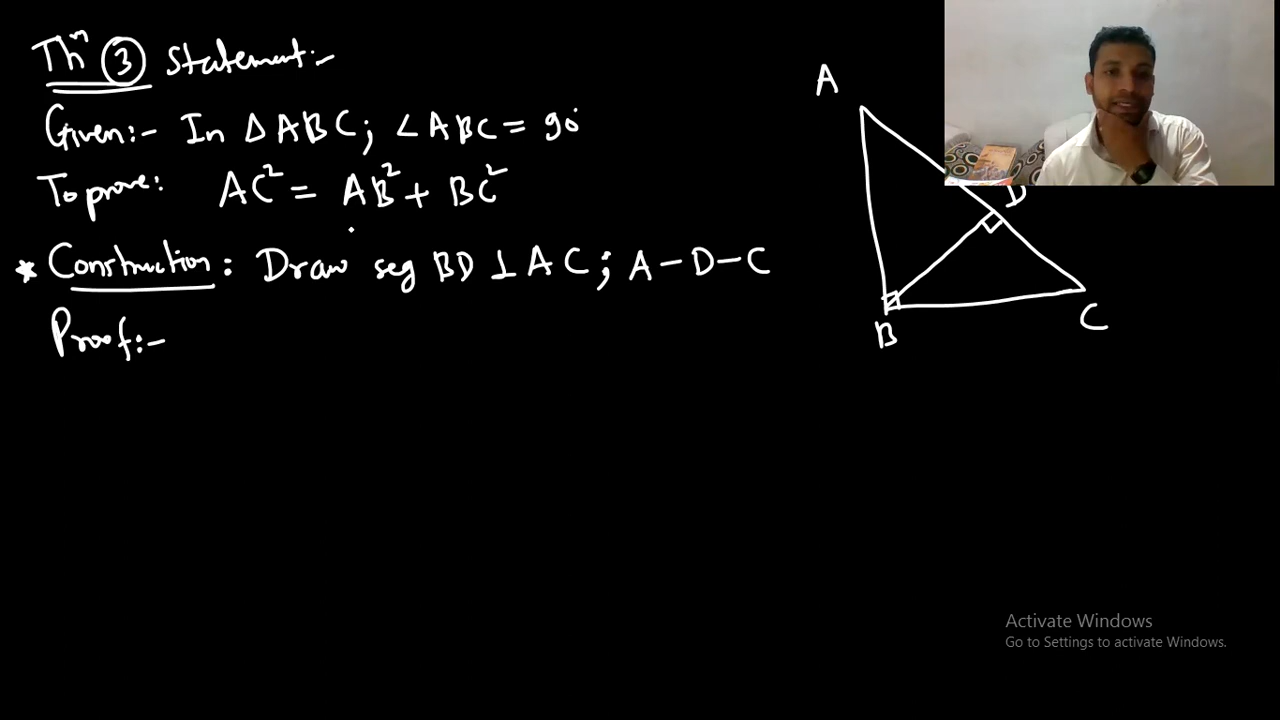 Thm ③ Statement:-
Given:- In Δ ABC; ∠ABC = 90°
To prove: AC² = AB² + BC²
* Construction: Draw seg BD ⊥ AC; A-D-C
Proof:-
A
D
B
C
Activate Windows
Go to Settings to activate Windows.